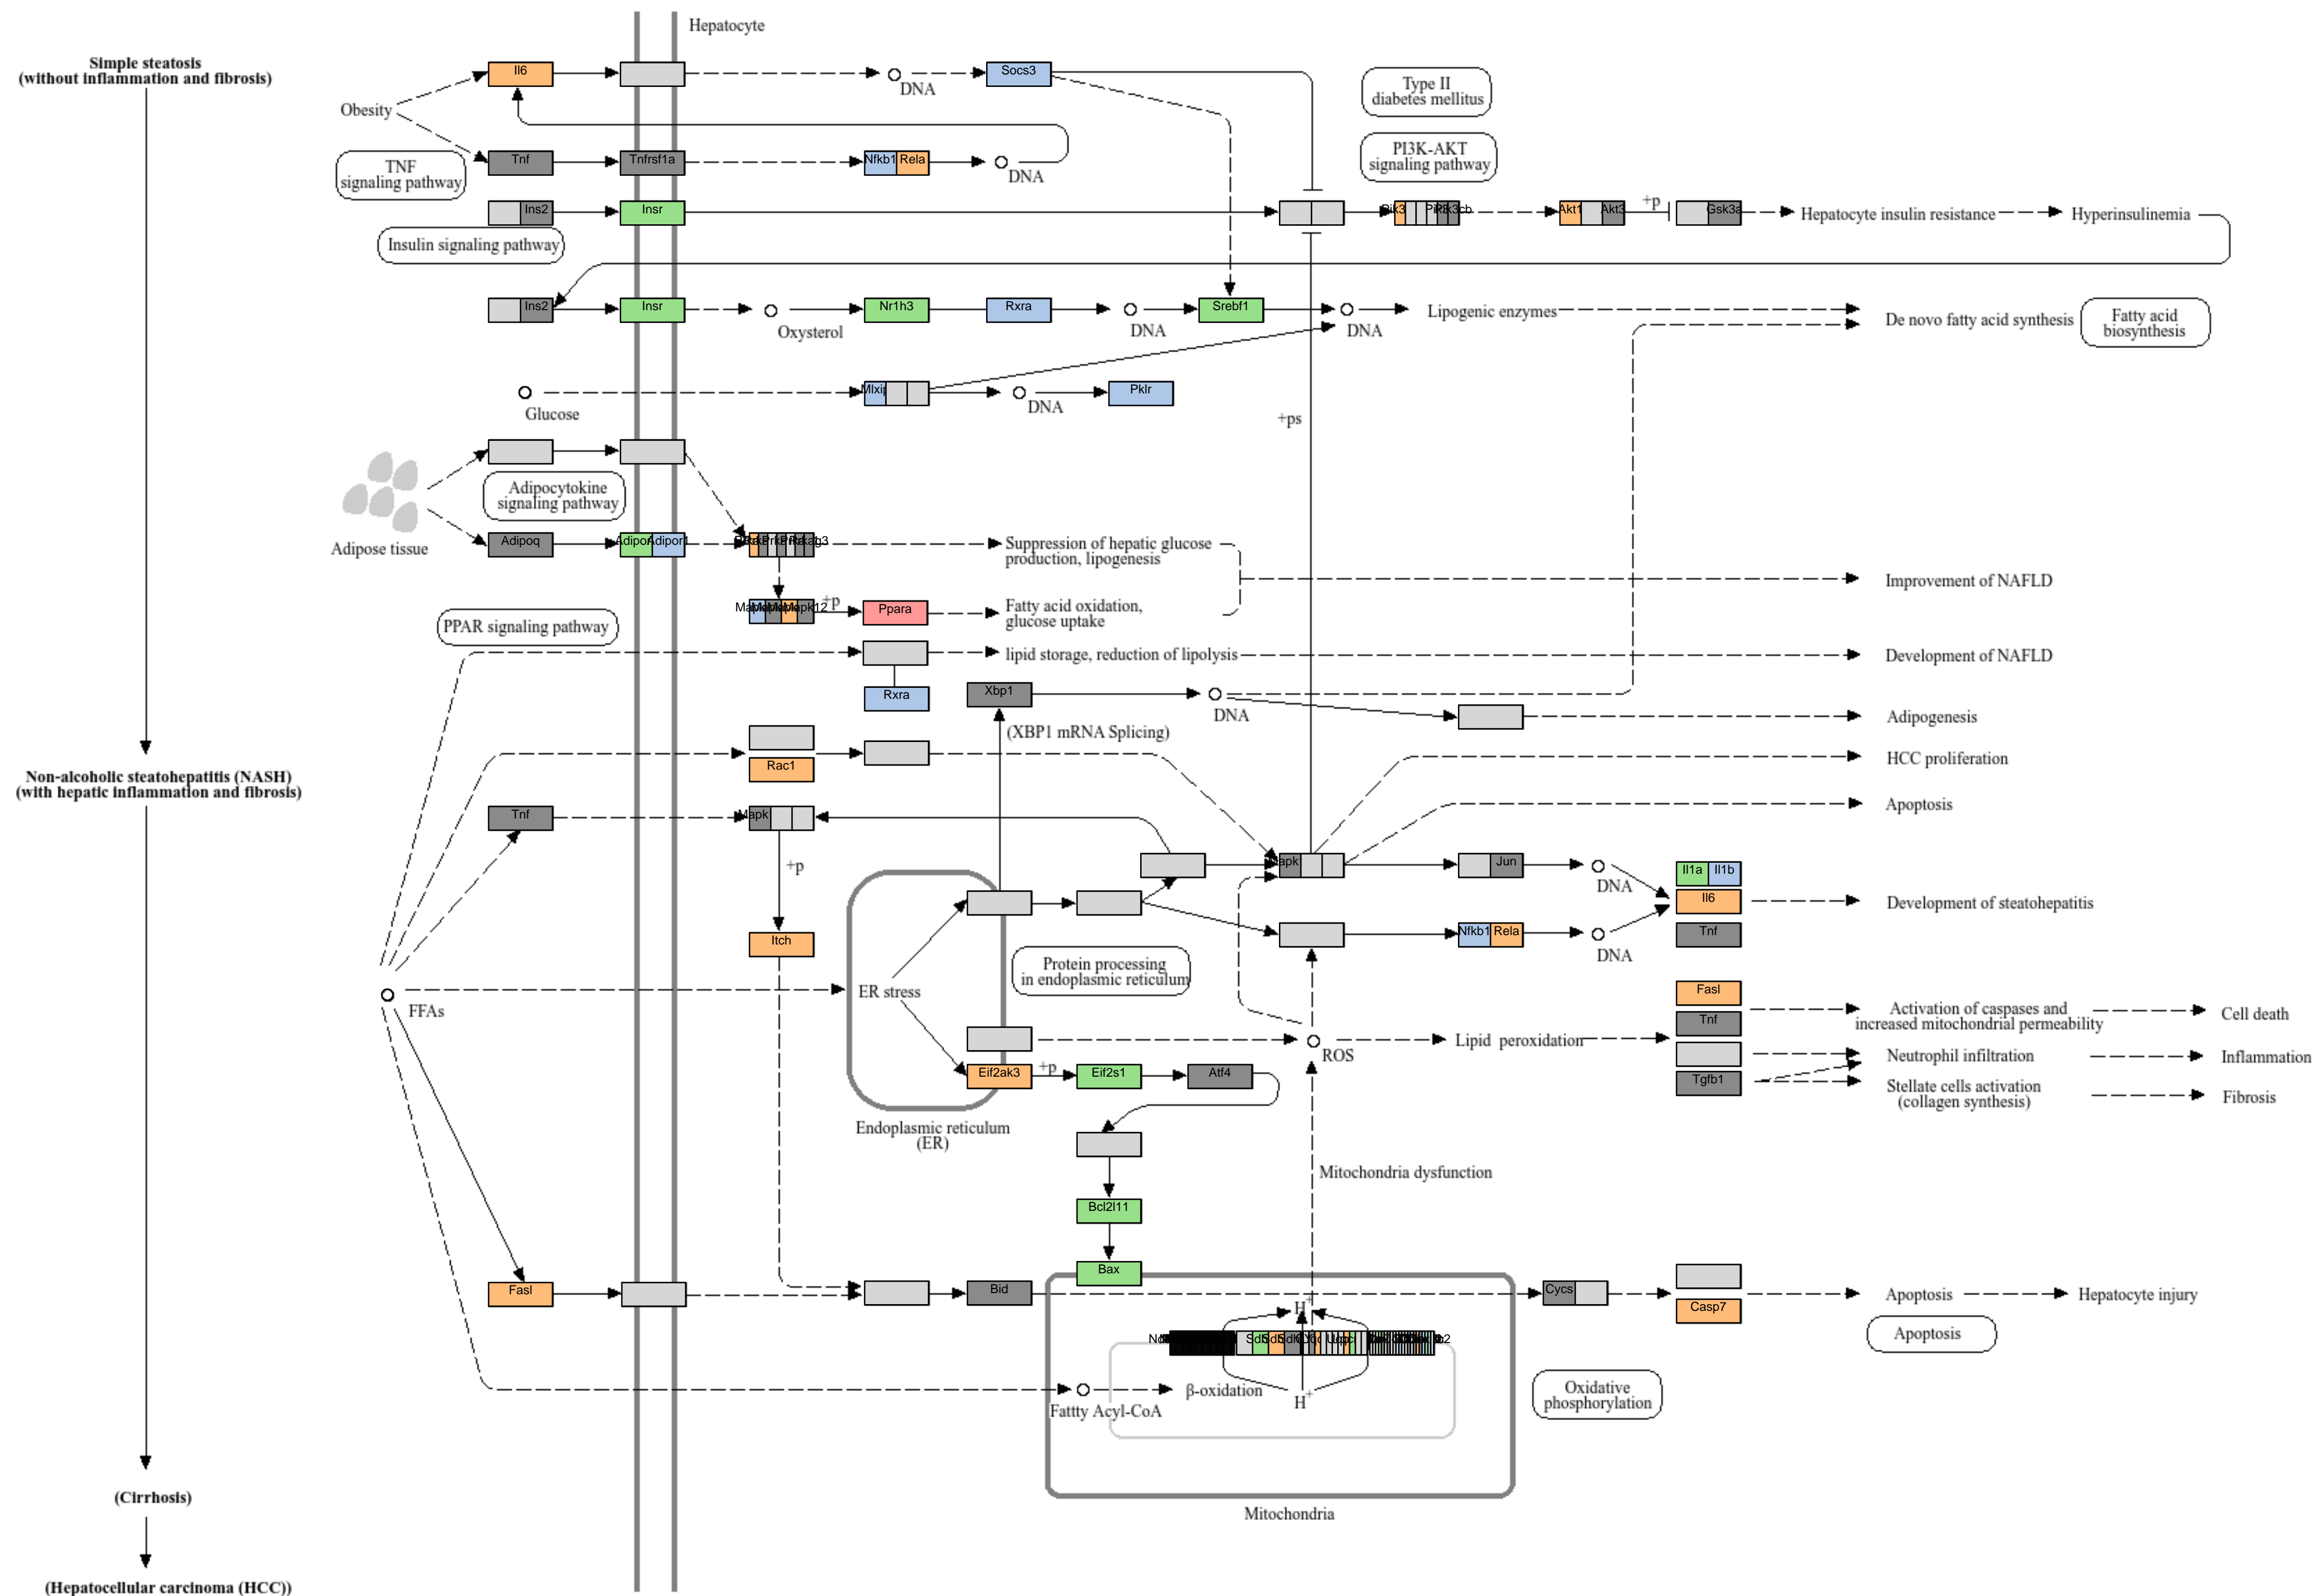 Hepatocyte
Simple steatosis
(without inflammation and fibrosis)
Il6
DNA
Socs3
Type II
diabetes mellitus
Obesity
TNF
signaling pathway
Tnf
Tnfrsf1a
Nfkb1
Rela
DNA
PI3K-AKT
signaling pathway
Ins2
Insr
Akt1
Akt3
+p
Gsk3a
Hepatocyte insulin resistance
Hyperinsulinemia
Insulin signaling pathway
Ins2
Insr
Oxysterol
Nr1h3
Rxra
DNA
Srebf1
DNA
Lipogenic enzymes
De novo fatty acid synthesis
Fatty acid
biosynthesis
Glucose
DNA
Pklr
+ps
Adipocytokine
signaling pathway
Adipose tissue
Adipoq
Adipor1
Suppression of hepatic glucose
production, lipogenesis
Improvement of NAFLD
+p
Ppara
Fatty acid oxidation,
glucose uptake
PPAR signaling pathway
lipid storage, reduction of lipolysis
Development of NAFLD
Rxra
Xbp1
DNA
(XBP1 mRNA Splicing)
Adipogenesis
Rac1
HCC proliferation
Non-alcoholic steatohepatitis (NASH)
(with hepatic inflammation and fibrosis)
Tnf
Apoptosis
+p
Jun
DNA
Il1a
Il1b
Il6
Tnf
Development of steatohepatitis
Itch
Nfkb1
Rela
DNA
Protein processing
in endoplasmic reticulum
ER stress
FFAs
Fasl
Tnf
Tgfb1
Activation of caspases and
increased mitochondrial permeability
Cell death
ROS
Lipid peroxidation
Neutrophil infiltration
Inflammation
Stellate cells activation
(collagen synthesis)
Fibrosis
Eif2ak3
+p
Eif2s1
Atf4
Endoplasmic reticulum
(ER)
Mitochondria dysfunction
Bcl2l11
Bax
Fasl
Bid
Cycs
Casp7
Apoptosis
Hepatocyte injury
Apoptosis
H+
H+
β-oxidation
Fattty Acyl-CoA
Oxidative
phosphorylation
Mitochondria
(Cirrhosis)
(Hepatocellular carcinoma (HCC))